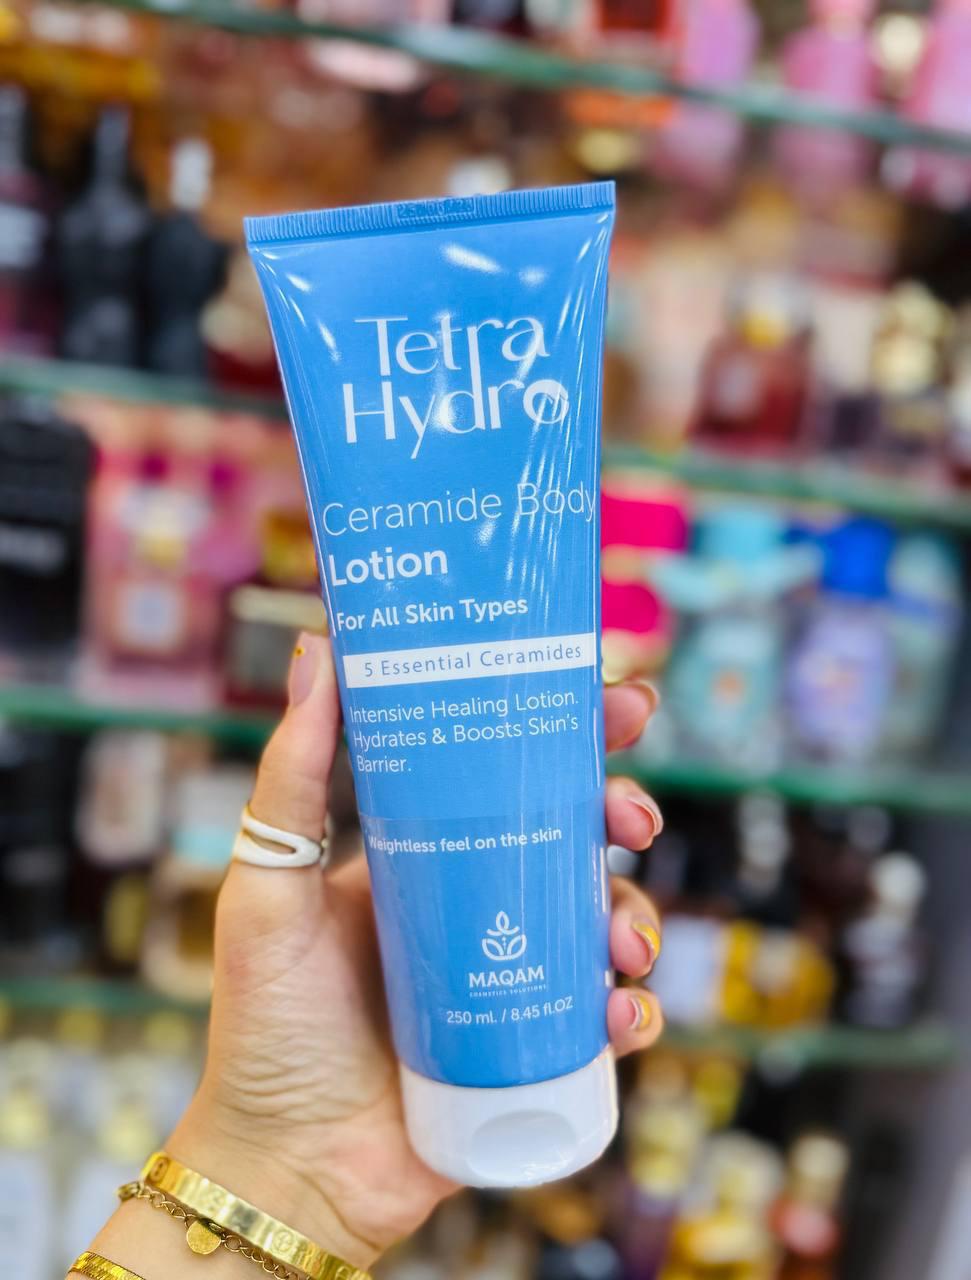 Tetra
Hydro
Ceramide Body
Lotion
For All Skin Types
5 Essential Ceramides
Intensive Healing Lotion.
Hydrates & Boosts Skin's
Barrier.
Weightless feel on the skin
MAQAM
COSMETICS SOLUTIONS
250 ml. / 8.45 fl.OZ